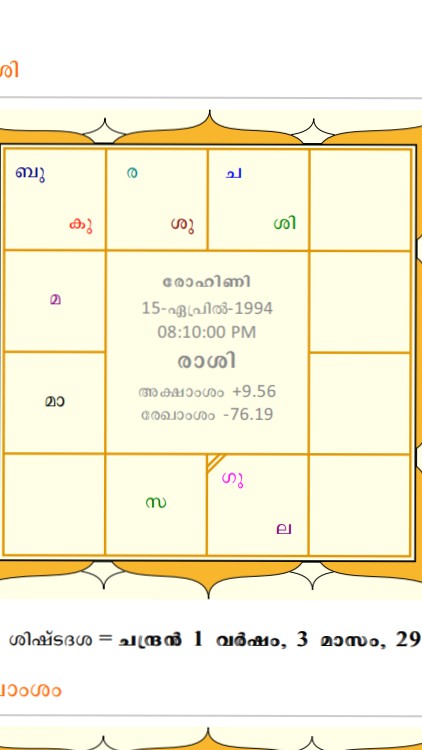 ശി
ബു ര ച
കു ശു ശി
രോഹിണി
മ 15-ഏപ്രിൽ-1994
08:10:00 PM
രാശി
മാ അക്ഷാംശം +9.56
രേഖാംശം -76.19
ഗു
സ
ല
ശിഷ്ടദശ = ചന്ദ്രൻ 1 വർഷം, 3 മാസം, 29
ാംശം